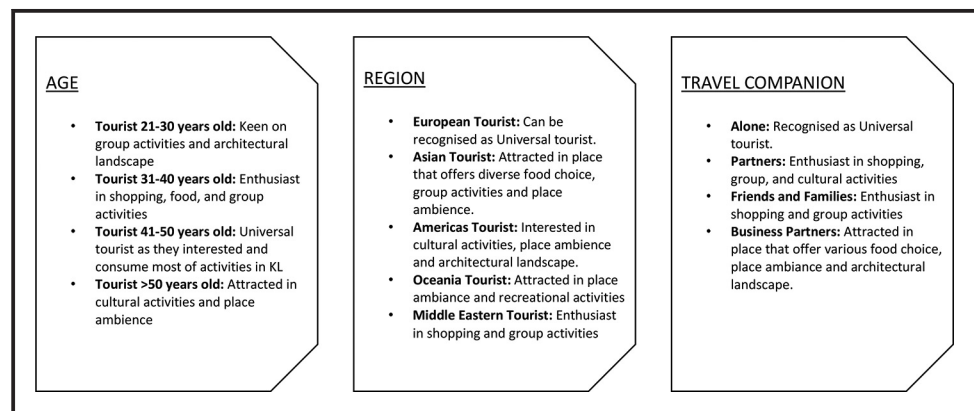 AGE
• Tourist 21-30 years old: Keen on
group activities and architectural
landscape
• Tourist 31-40 years old: Enthusiast
in shopping, food, and group
activities
• Tourist 41-50 years old: Universal
tourist as they interested and
consume most of activities in KL
• Tourist >50 years old: Attracted in
cultural activities and place
ambience
REGION
• European Tourist: Can be
recognised as Universal tourist.
• Asian Tourist: Attracted in place
that offers diverse food choice,
group activities and place
ambience.
• Americas Tourist: Interested in
cultural activities, place ambience
and architectural landscape.
• Oceania Tourist: Attracted in place
ambiance and recreational activities
• Middle Eastern Tourist: Enthusiast
in shopping and group activities
TRAVEL COMPANION
• Alone: Recognised as Universal
tourist.
• Partners: Enthusiast in shopping,
group, and cultural activities
• Friends and Families: Enthusiast in
shopping and group activities
• Business Partners: Attracted in
place that offer various food choice,
place ambiance and architectural
landscape.